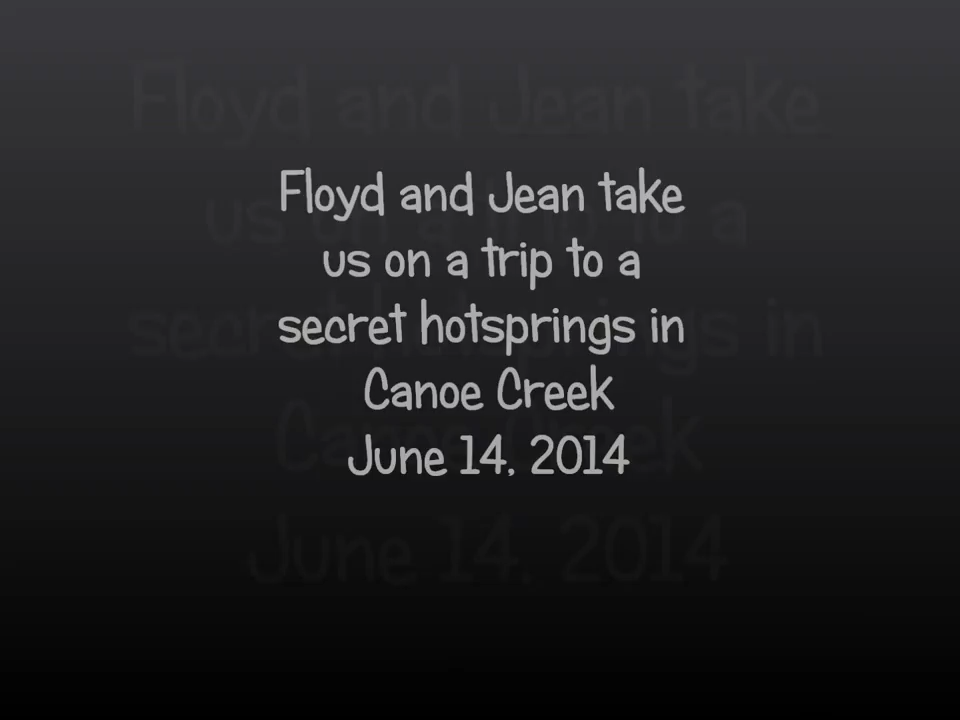 Floyd and Jean take
us on a trip to a
secret hotsprings in
Canoe Creek
June 14, 2014